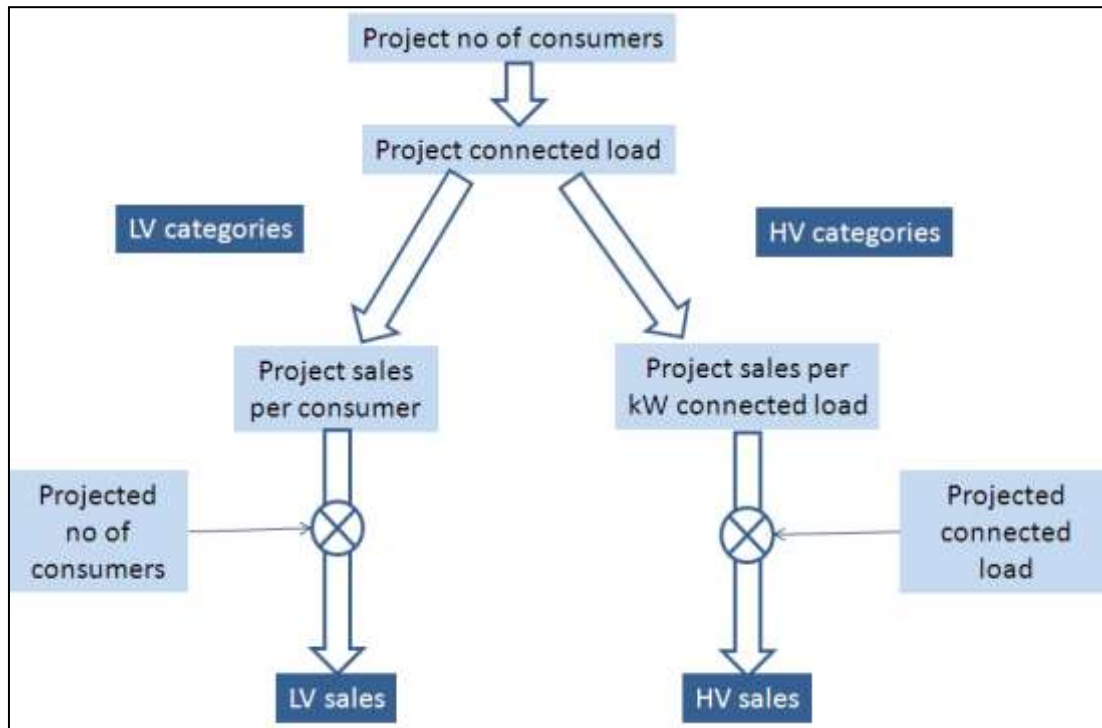 Project no of consumers
Project connected load
LV categories
HV categories
Project sales
per consumer
Project sales per
kW connected load
Projected
no of
consumers
Projected
connected
load
LV sales
HV sales